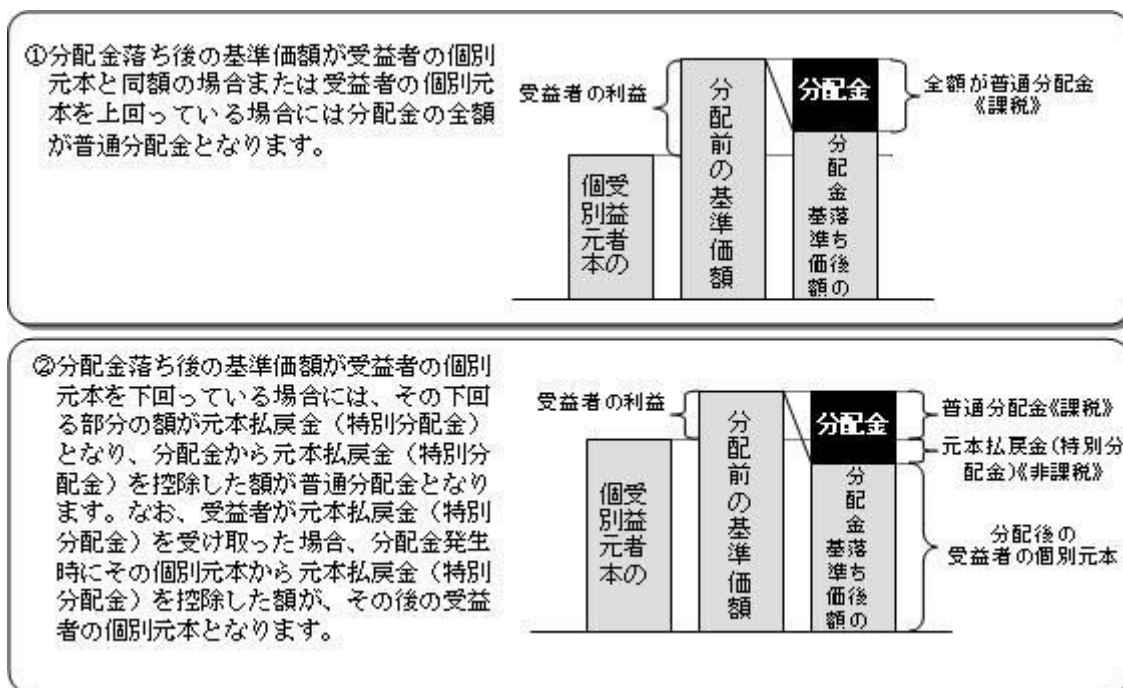 ①分配金落ち後の基準価額が受益者の個別
元本と同額の場合または受益者の個別元
本を上回っている場合には分配金の全額
が普通分配金となります。
受益者の利益
受益者の
個別元本
分配前の基準価額
分配金
分配金落ち後の
基準価額
全額が普通分配金
《課税》
②分配金落ち後の基準価額が受益者の個別
元本を下回っている場合には、その下回
る部分の額が元本払戻金（特別分配金）
となり、分配金から元本払戻金（特別分
配金）を控除した額が普通分配金となり
ます。なお、受益者が元本払戻金（特別
分配金）を受け取った場合、分配金発生
時にその個別元本から元本払戻金（特別
分配金）を控除した額が、その後の受益
者の個別元本となります。
受益者の利益
受益者の
個別元本
分配前の基準価額
分配金
分配金落ち後の
基準価額
普通分配金《課税》
元本払戻金(特別分
配金)《非課税》
分配後の
受益者の個別元本